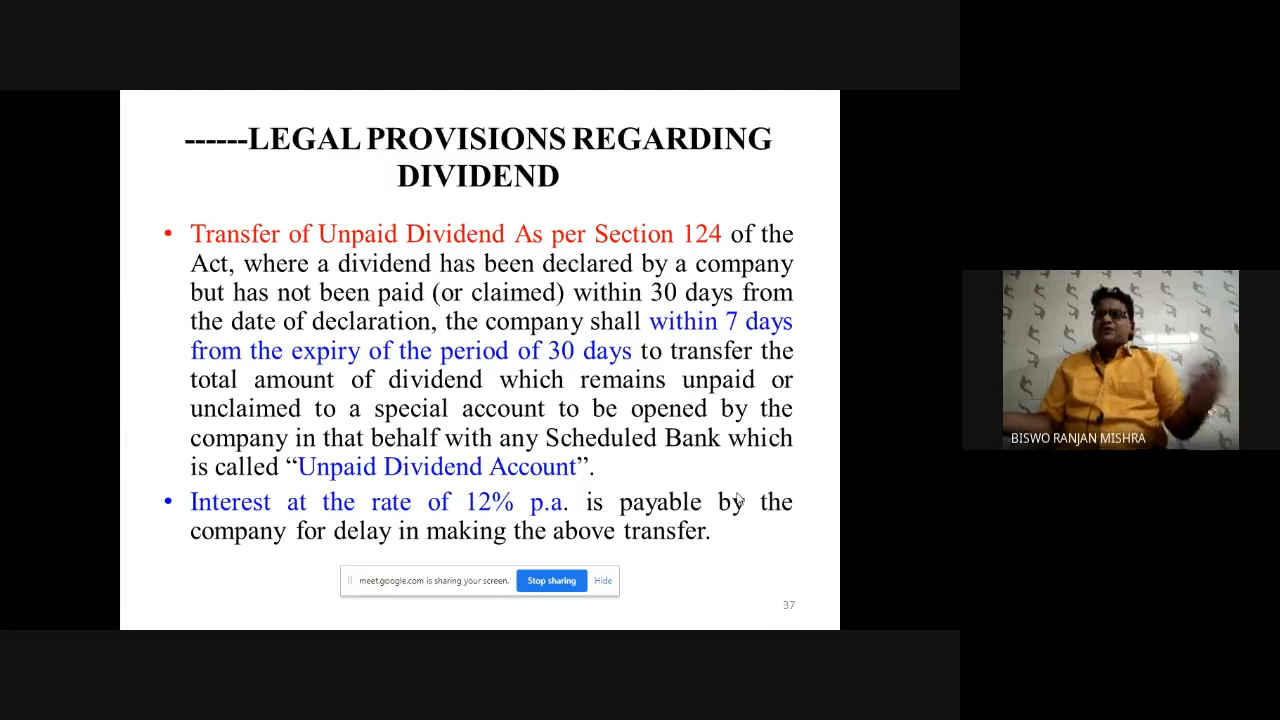 ------LEGAL PROVISIONS REGARDING
DIVIDEND
• Transfer of Unpaid Dividend As per Section 124 of the
Act, where a dividend has been declared by a company
but has not been paid (or claimed) within 30 days from
the date of declaration, the company shall within 7 days
from the expiry of the period of 30 days to transfer the
total amount of dividend which remains unpaid or
unclaimed to a special account to be opened by the
company in that behalf with any Scheduled Bank which
is called “Unpaid Dividend Account”.
• Interest at the rate of 12% p.a. is payable by the
company for delay in making the above transfer.
meet.google.com is sharing your screen. Stop sharing Hide
37
BISWO RANJAN MISHRA